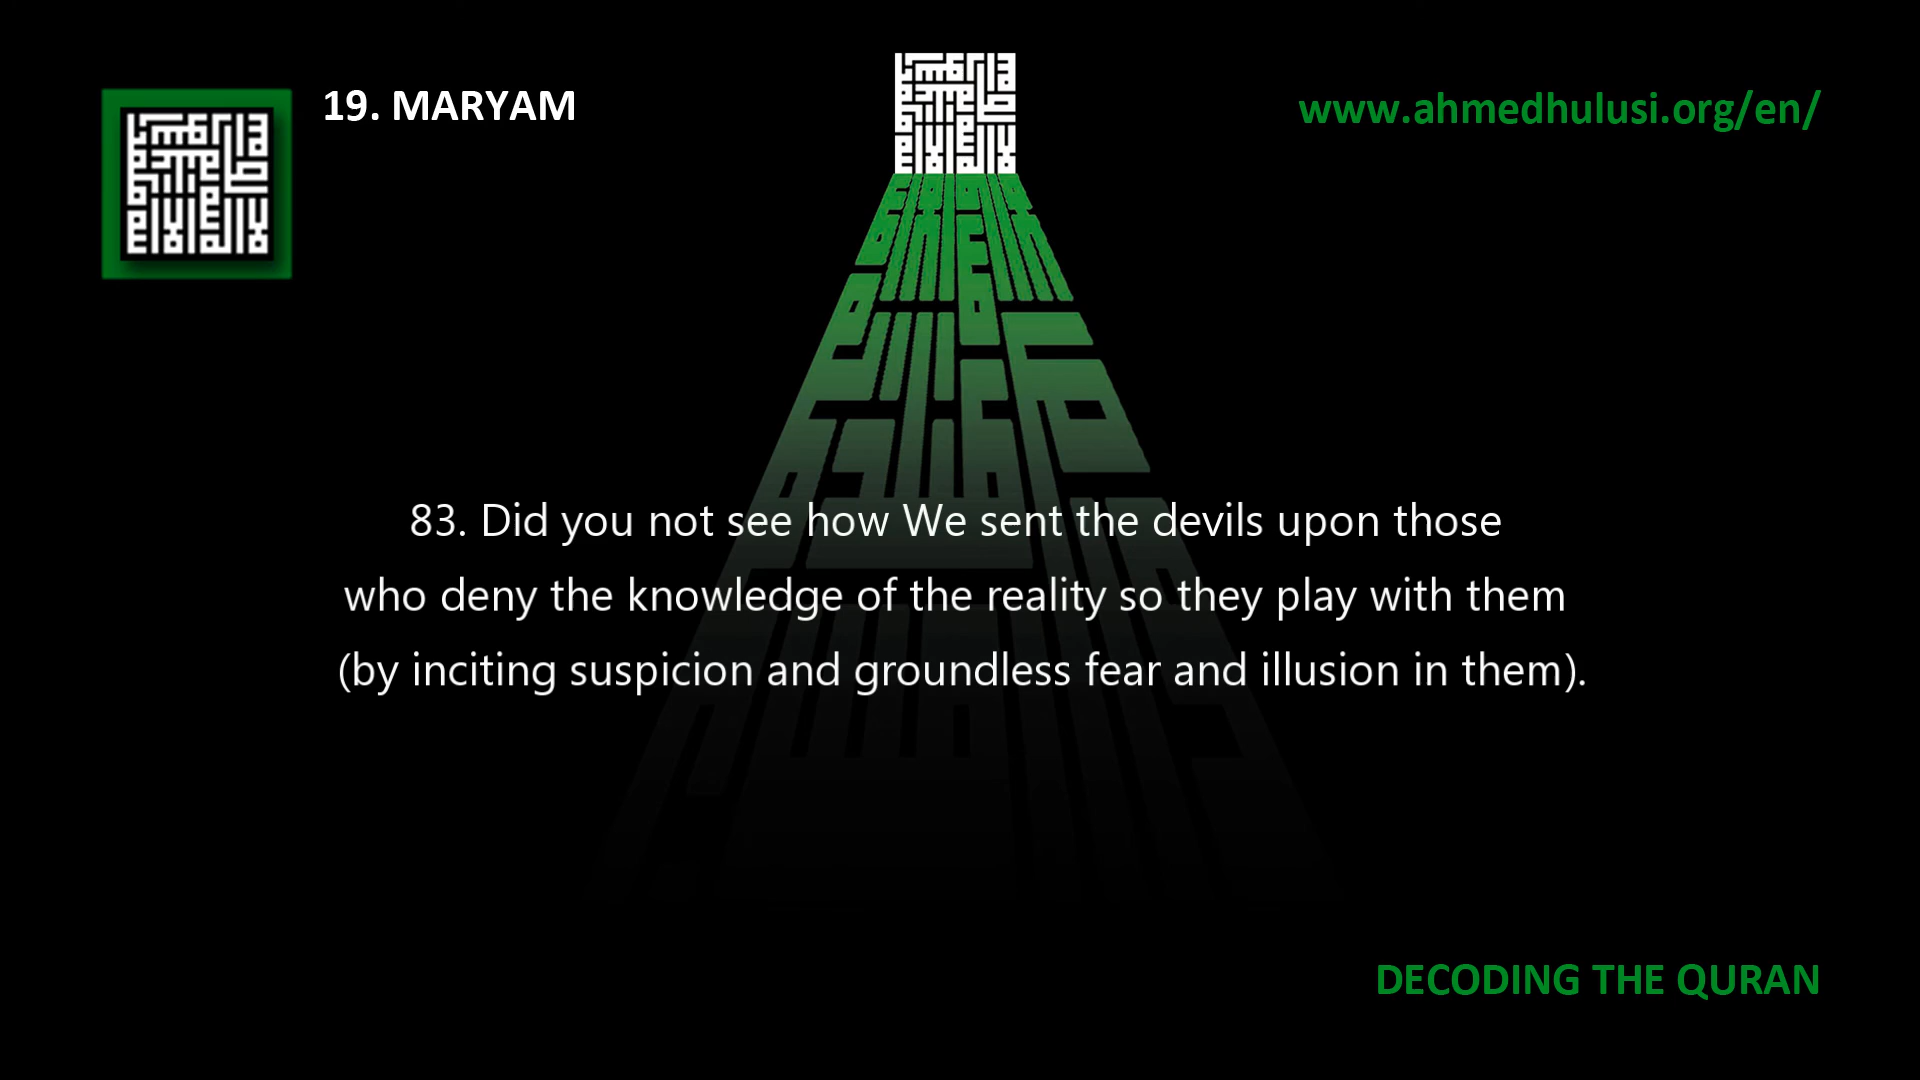 19. MARYAM
www.ahmedhulusi.org/en/
83. Did you not see how We sent the devils upon those
who deny the knowledge of the reality so they play with them
(by inciting suspicion and groundless fear and illusion in them).
DECODING THE QURAN